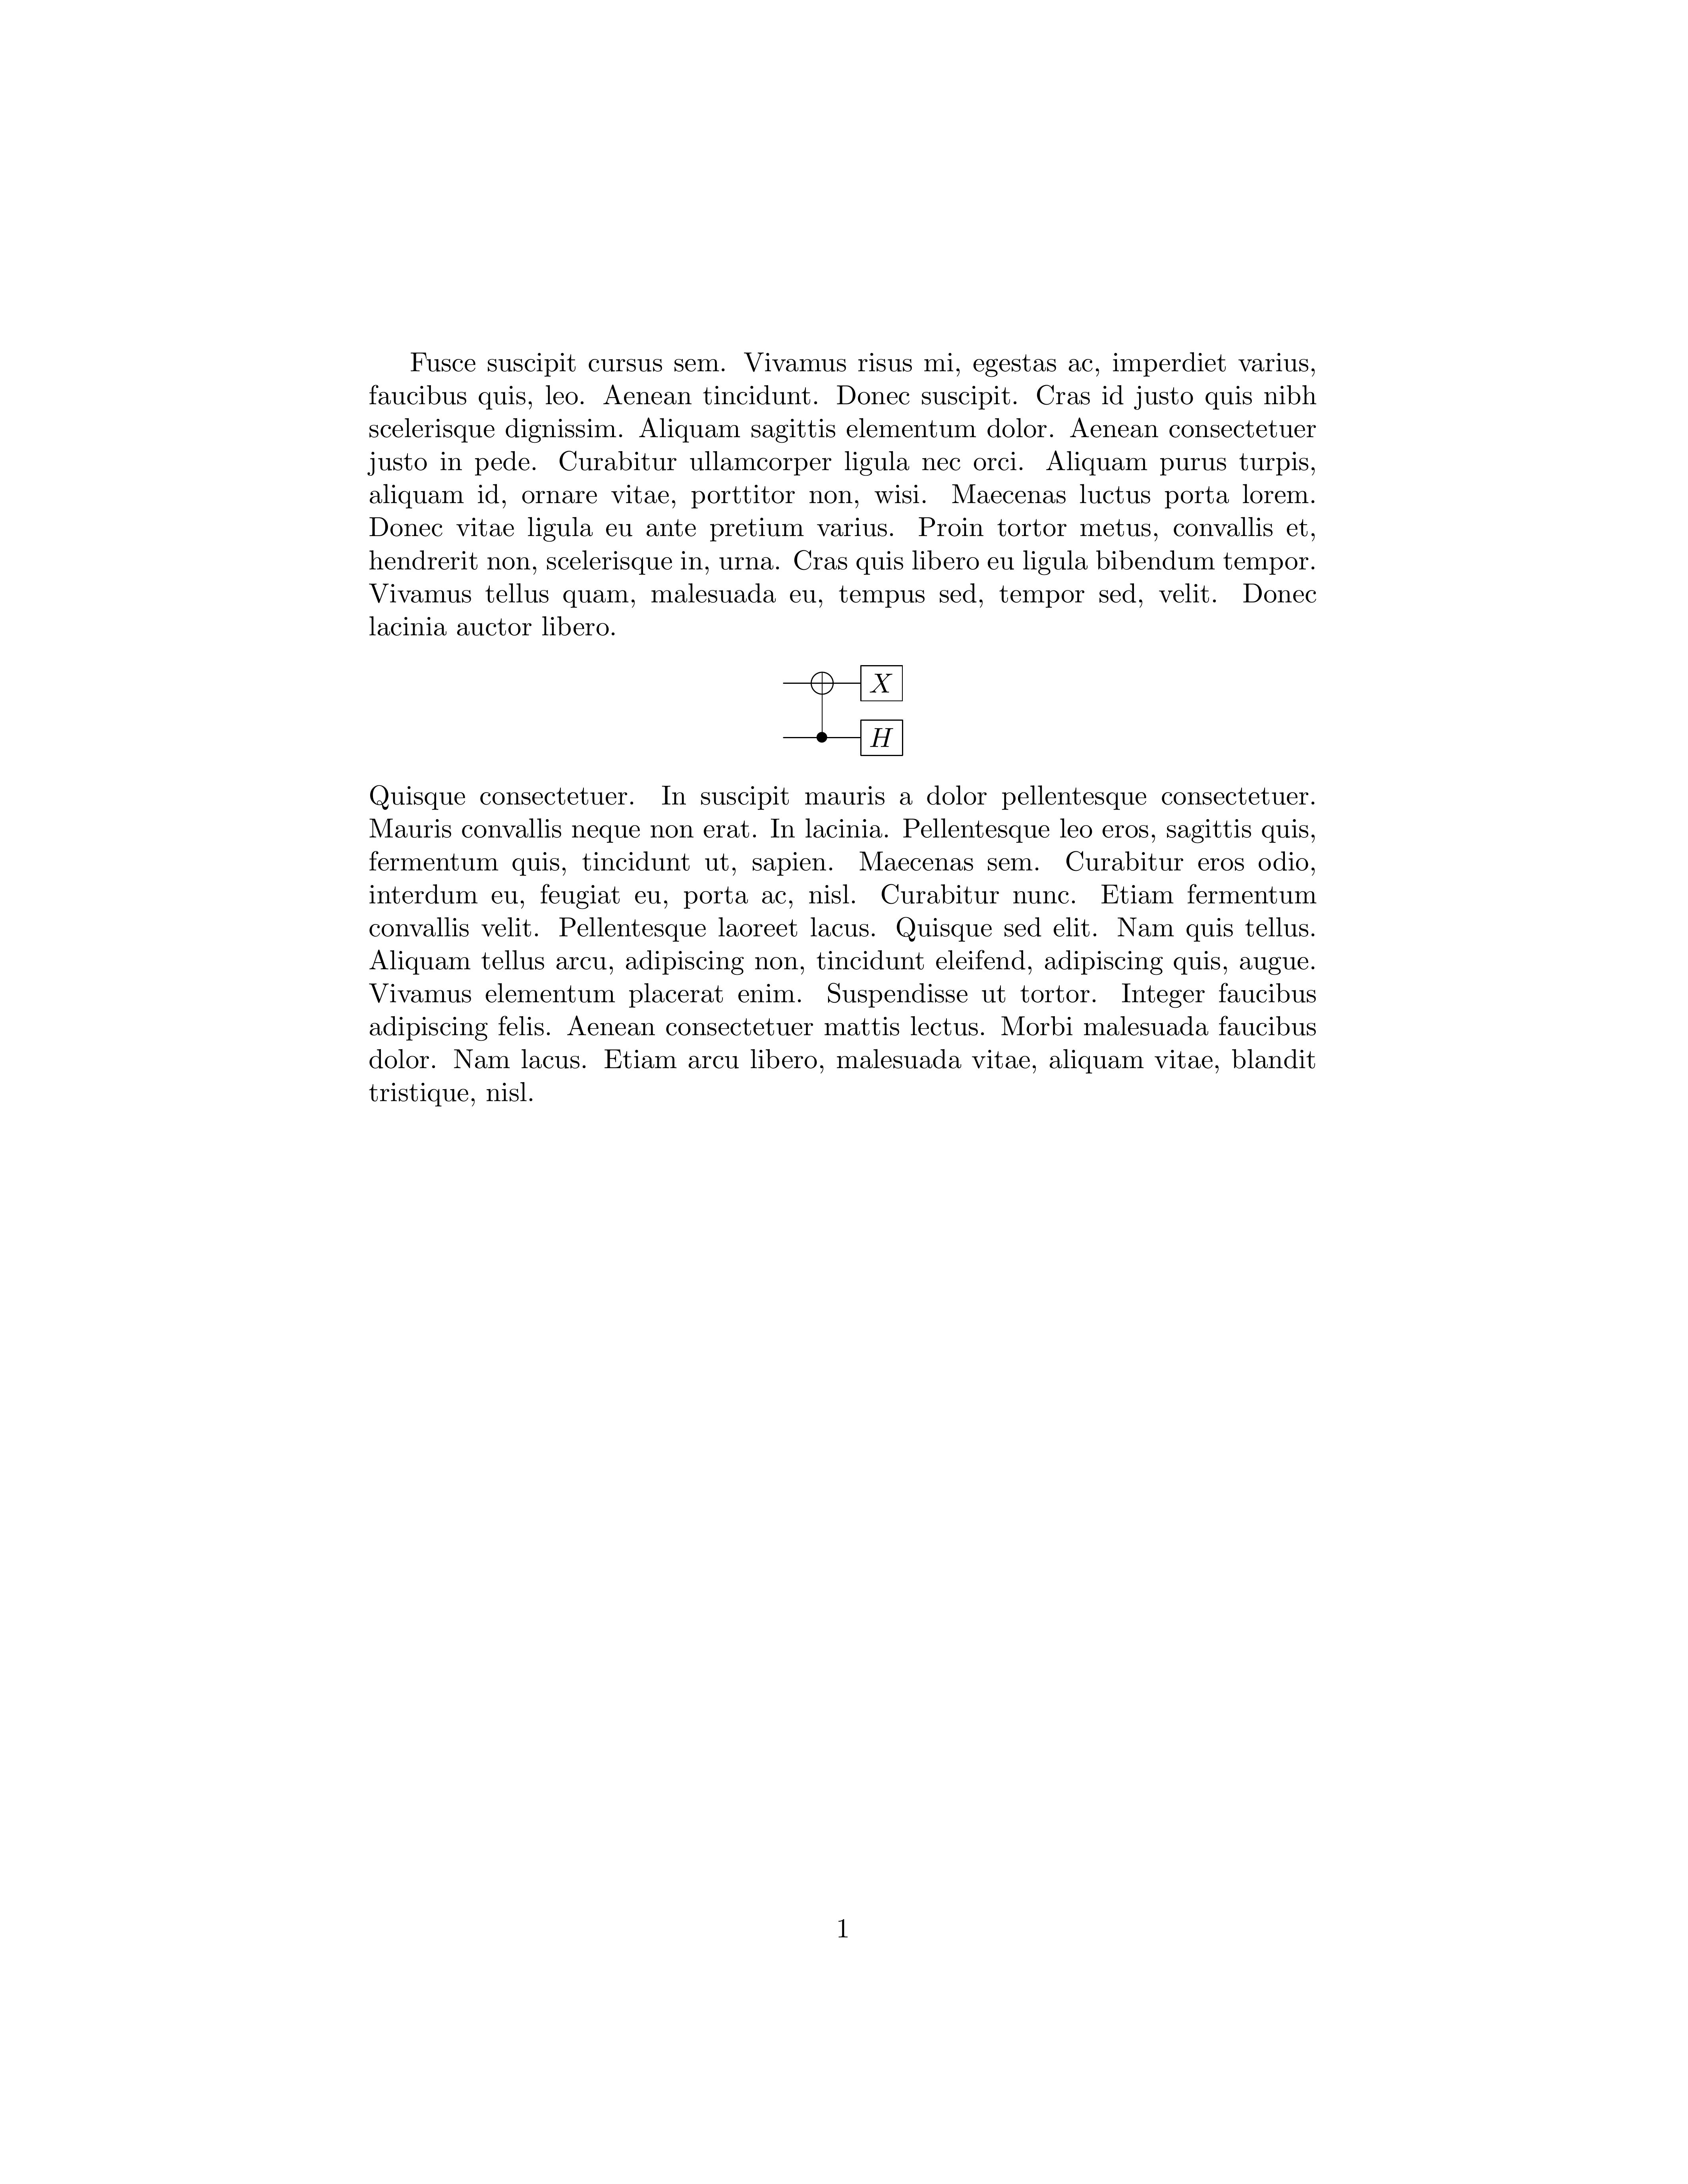 Fusce suscipit cursus sem. Vivamus risus mi, egestas ac, imperdiet varius,
faucibus quis, leo. Aenean tincidunt. Donec suscipit. Cras id justo quis nibh
scelerisque dignissim. Aliquam sagittis elementum dolor. Aenean consectetuer
justo in pede. Curabitur ullamcorper ligula nec orci. Aliquam purus turpis,
aliquam id, ornare vitae, porttitor non, wisi. Maecenas luctus porta lorem.
Donec vitae ligula eu ante pretium varius. Proin tortor metus, convallis et,
hendrerit non, scelerisque in, urna. Cras quis libero eu ligula bibendum tempor.
Vivamus tellus quam, malesuada eu, tempus sed, tempor sed, velit. Donec
lacinia auctor libero.
X
H
Quisque consectetuer. In suscipit mauris a dolor pellentesque consectetuer.
Mauris convallis neque non erat. In lacinia. Pellentesque leo eros, sagittis quis,
fermentum quis, tincidunt ut, sapien. Maecenas sem. Curabitur eros odio,
interdum eu, feugiat eu, porta ac, nisl. Curabitur nunc. Etiam fermentum
convallis velit. Pellentesque laoreet lacus. Quisque sed elit. Nam quis tellus.
Aliquam tellus arcu, adipiscing non, tincidunt eleifend, adipiscing quis, augue.
Vivamus elementum placerat enim. Suspendisse ut tortor. Integer faucibus
adipiscing felis. Aenean consectetuer mattis lectus. Morbi malesuada faucibus
dolor. Nam lacus. Etiam arcu libero, malesuada vitae, aliquam vitae, blandit
tristique, nisl.
1